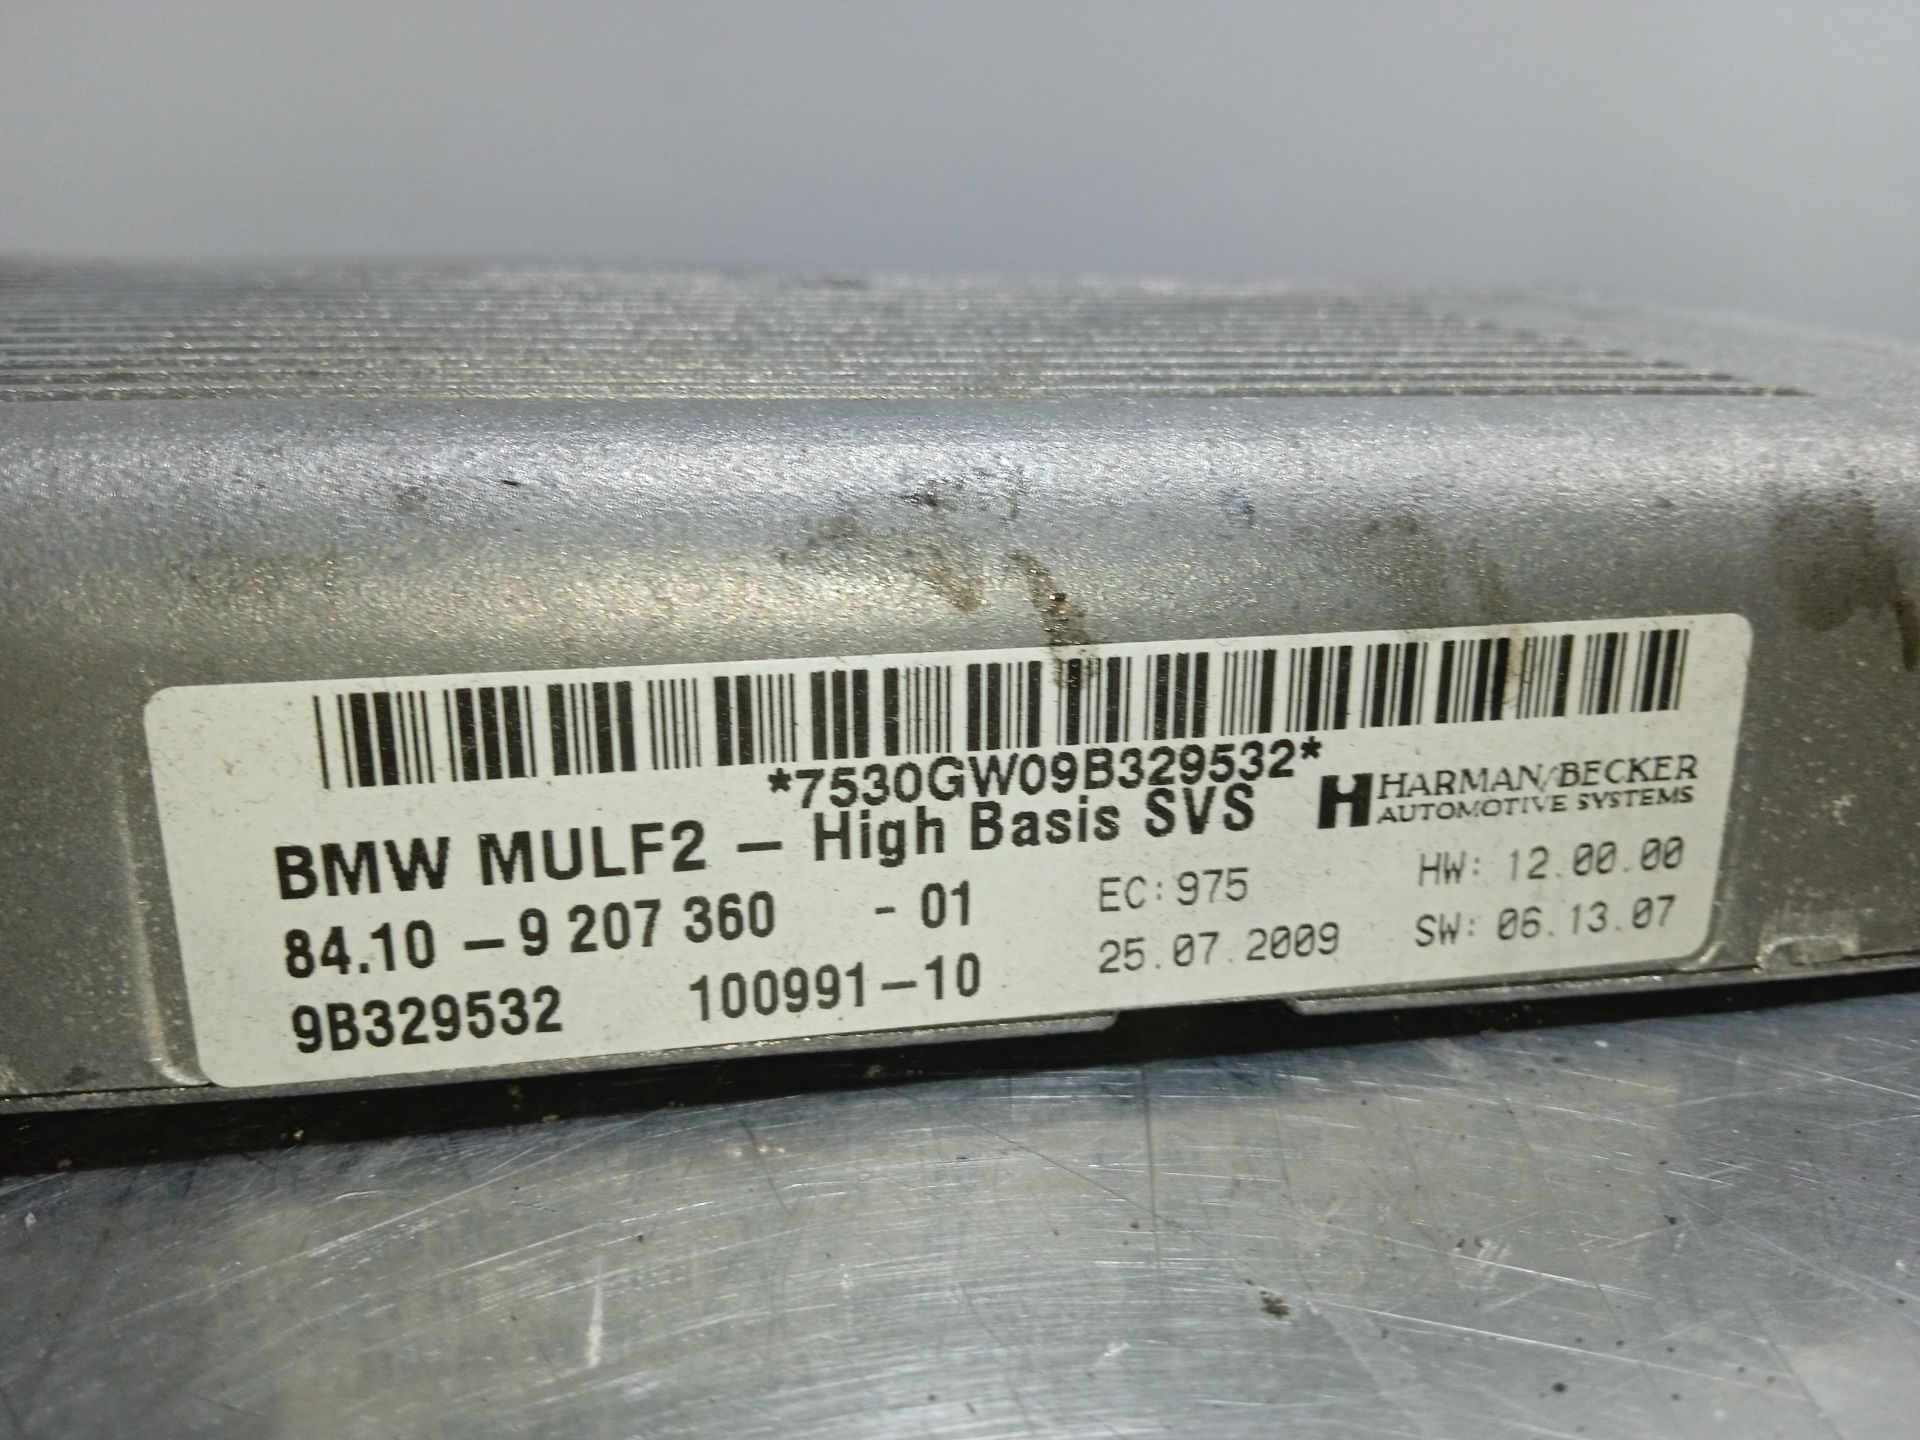 *7530GW09B329532*
BMW MULF2 – High Basis SVS
H HARMAN/BECKER
AUTOMOTIVE SYSTEMS
84.10 – 9 207 360 - 01
EC: 975
HW: 12.00.00
9B329532 100991–10
25.07.2009
SW: 06.13.07